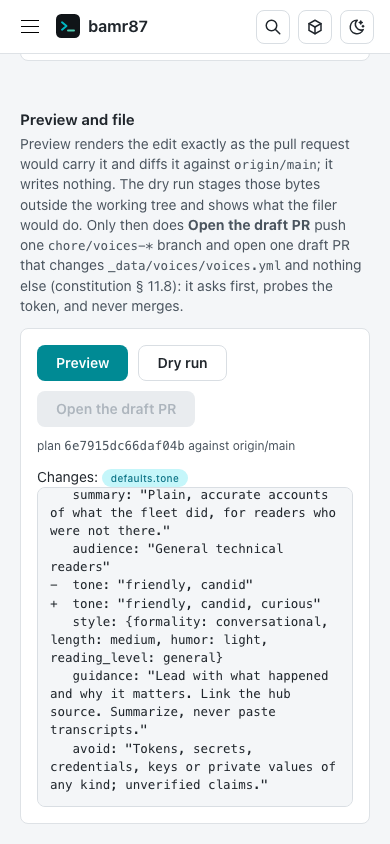 bamr87
Preview and file
Preview renders the edit exactly as the pull request
would carry it and diffs it against origin/main; it
writes nothing. The dry run stages those bytes
outside the working tree and shows what the filer
would do. Only then does Open the draft PR push
one chore/voices-* branch and open one draft PR
that changes _data/voices/voices.yml and nothing
else (constitution § 11.8): it asks first, probes the
token, and never merges.
Preview
Dry run
Open the draft PR
plan 6e7915dc66daf04b against origin/main
Changes: defaults.tone
summary: "Plain, accurate accounts
of what the fleet did, for readers who
were not there."
audience: "General technical
readers"
- tone: "friendly, candid"
+ tone: "friendly, candid, curious"
style: {formality: conversational,
length: medium, humor: light,
reading_level: general}
guidance: "Lead with what happened
and why it matters. Link the hub
source. Summarize, never paste
transcripts."
avoid: "Tokens, secrets,
credentials, keys or private values of
any kind; unverified claims."